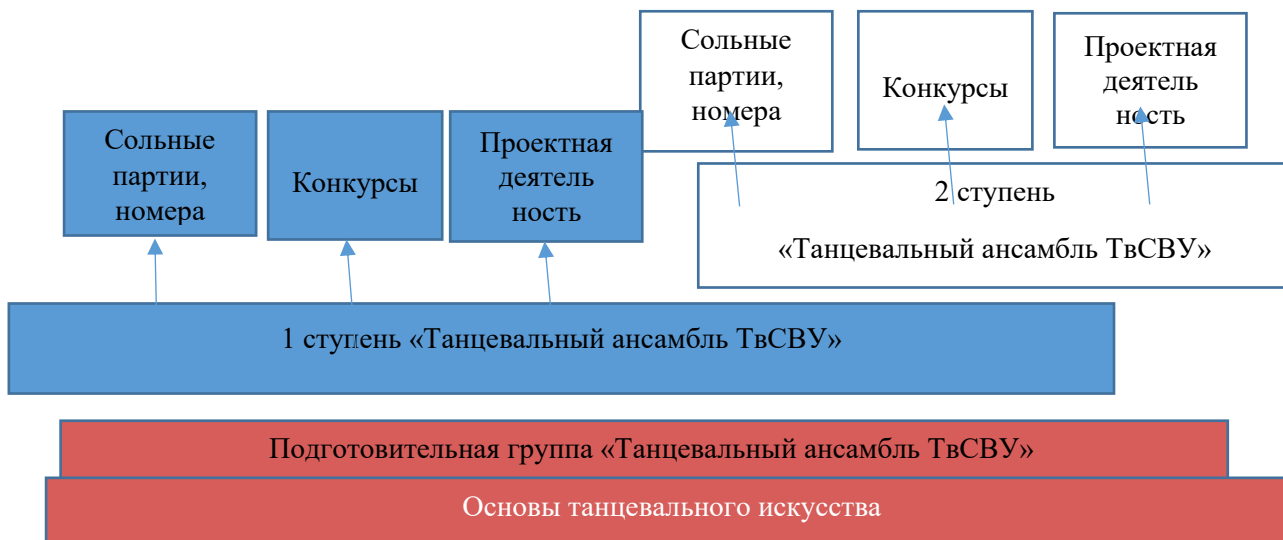 Сольные
партии,
номера
Конкурсы
Проектная
деятель
ность
2 ступень
«Танцевальный ансамбль ТвСВУ»
Сольные
партии,
номера
Конкурсы
Проектная
деятель
ность
1 ступень «Танцевальный ансамбль ТвСВУ»
Подготовительная группа «Танцевальный ансамбль ТвСВУ»
Основы танцевального искусства